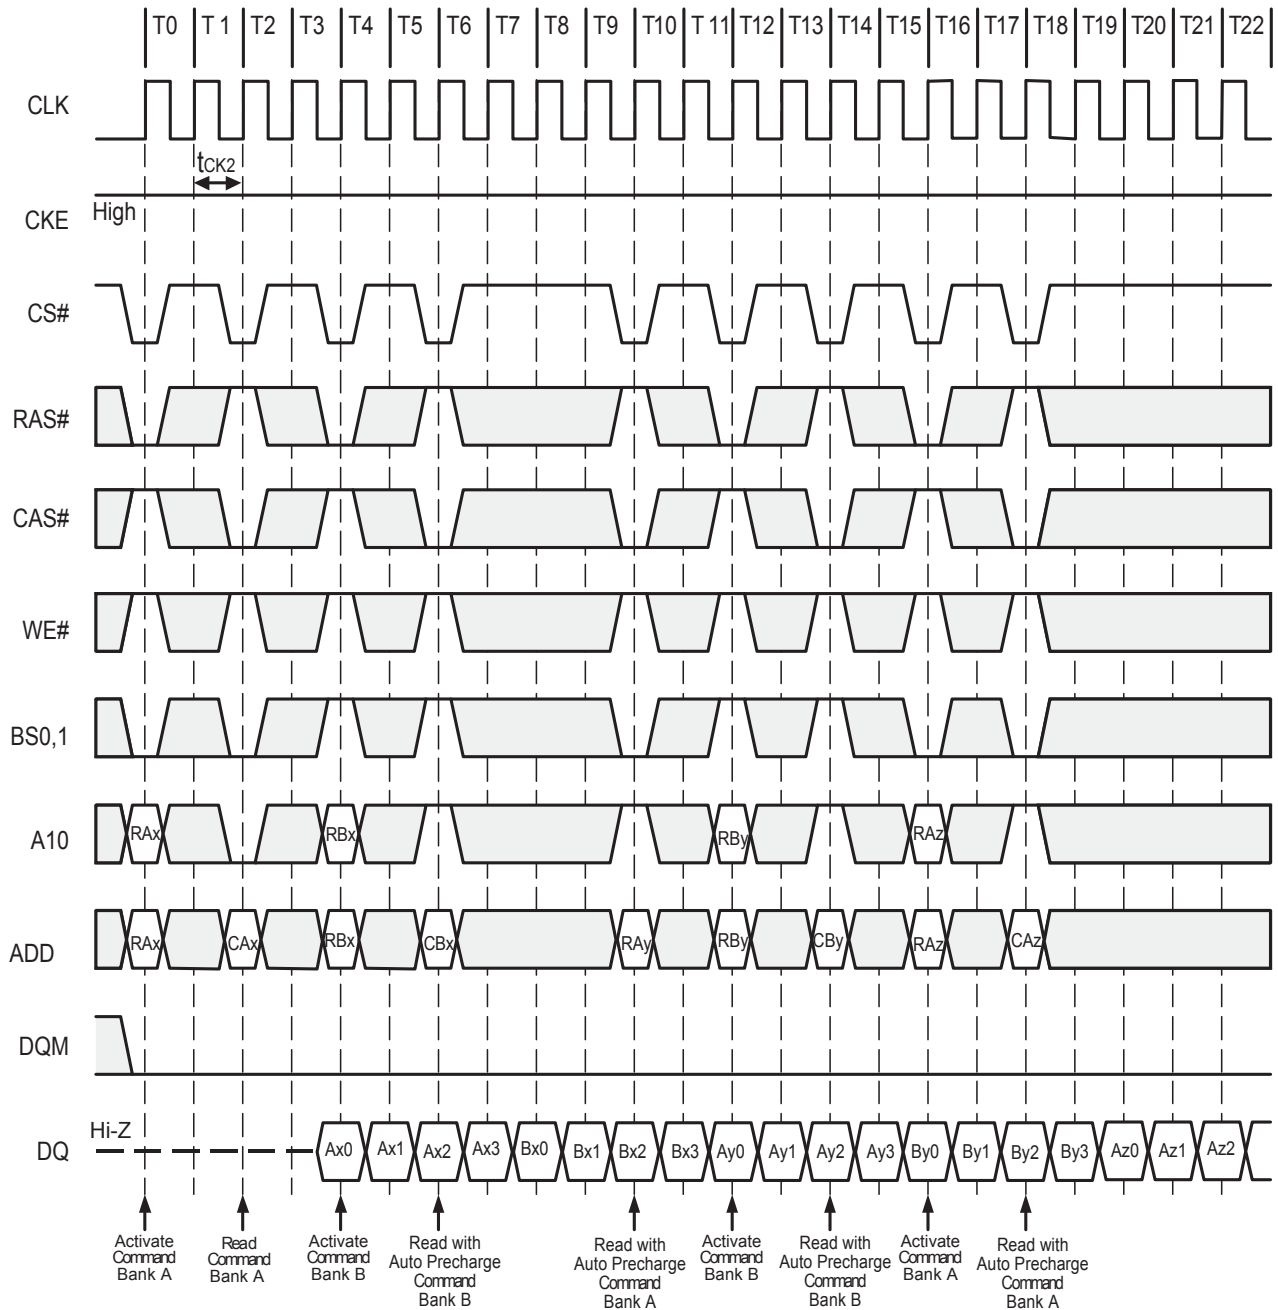 T0 T 1 T2 T3 T4 T5 T6 T7 T8 T9 T10 T 11 T12 T13 T14 T15 T16 T17 T18 T19 T20 T21 T22
CLK
tCK2
High
CKE
CS#
RAS#
CAS#
WE#
BS0,1
A10
RAx RBx RBy RAz
ADD
RAx CAx RBx CBx RAy RBy CBy RAz CAz
DQM
Hi-Z
DQ
Ax0 Ax1 Ax2 Ax3 Bx0 Bx1 Bx2 Bx3 Ay0 Ay1 Ay2 Ay3 By0 By1 By2 By3 Az0 Az1 Az2
Activate
Command
Bank A
Read
Command
Bank A
Activate
Command
Bank B
Read with
Auto Precharge
Command
Bank B
Read with
Auto Precharge
Command
Bank A
Activate
Command
Bank B
Read with
Auto Precharge
Command
Bank B
Activate
Command
Bank A
Read with
Auto Precharge
Command
Bank A